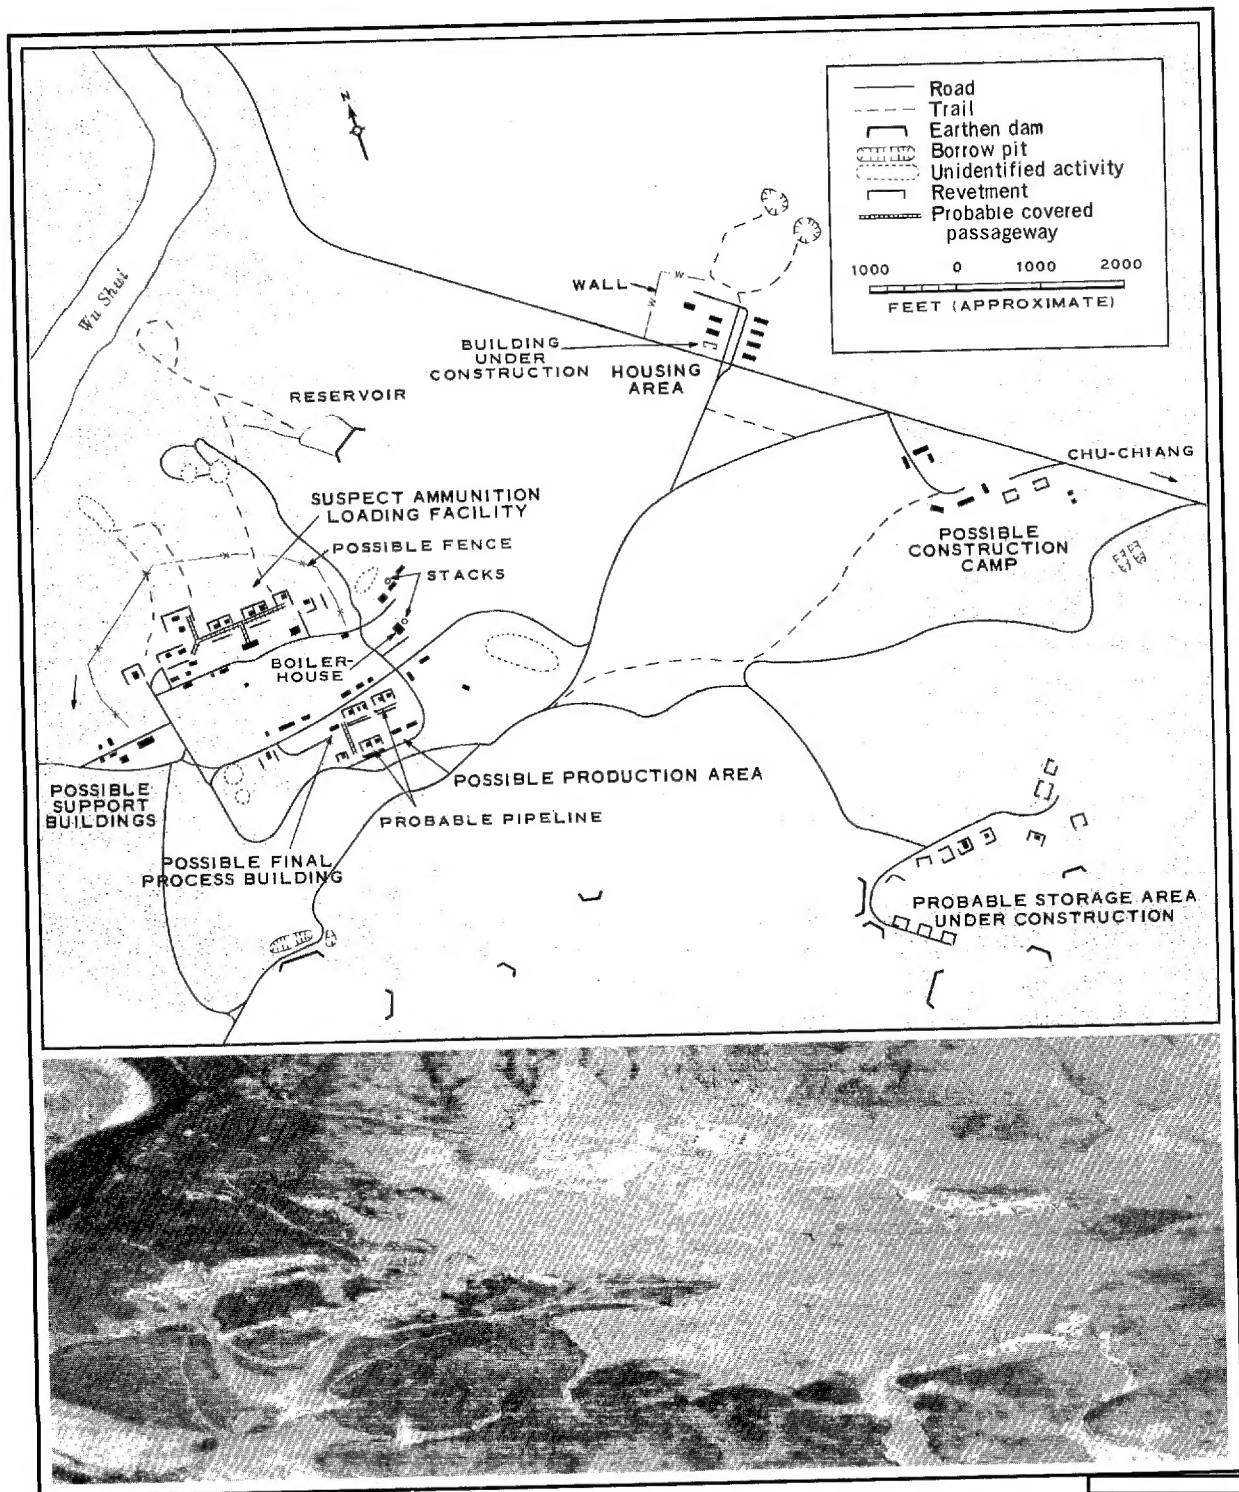 Road
Trail
Earthen dam
Borrow pit
Unidentified activity
Revetment
Probable covered
passageway
1000 0 1000 2000
FEET (APPROXIMATE)
N
Wu Shui
WALL
W
W
BUILDING
UNDER
CONSTRUCTION
HOUSING
AREA
RESERVOIR
CHU-CHIANG
SUSPECT AMMUNITION
LOADING FACILITY
POSSIBLE FENCE
STACKS
POSSIBLE
CONSTRUCTION
CAMP
BOILER-
HOUSE
POSSIBLE PRODUCTION AREA
POSSIBLE
SUPPORT
BUILDINGS
PROBABLE PIPELINE
POSSIBLE FINAL
PROCESS BUILDING
PROBABLE STORAGE AREA
UNDER CONSTRUCTION